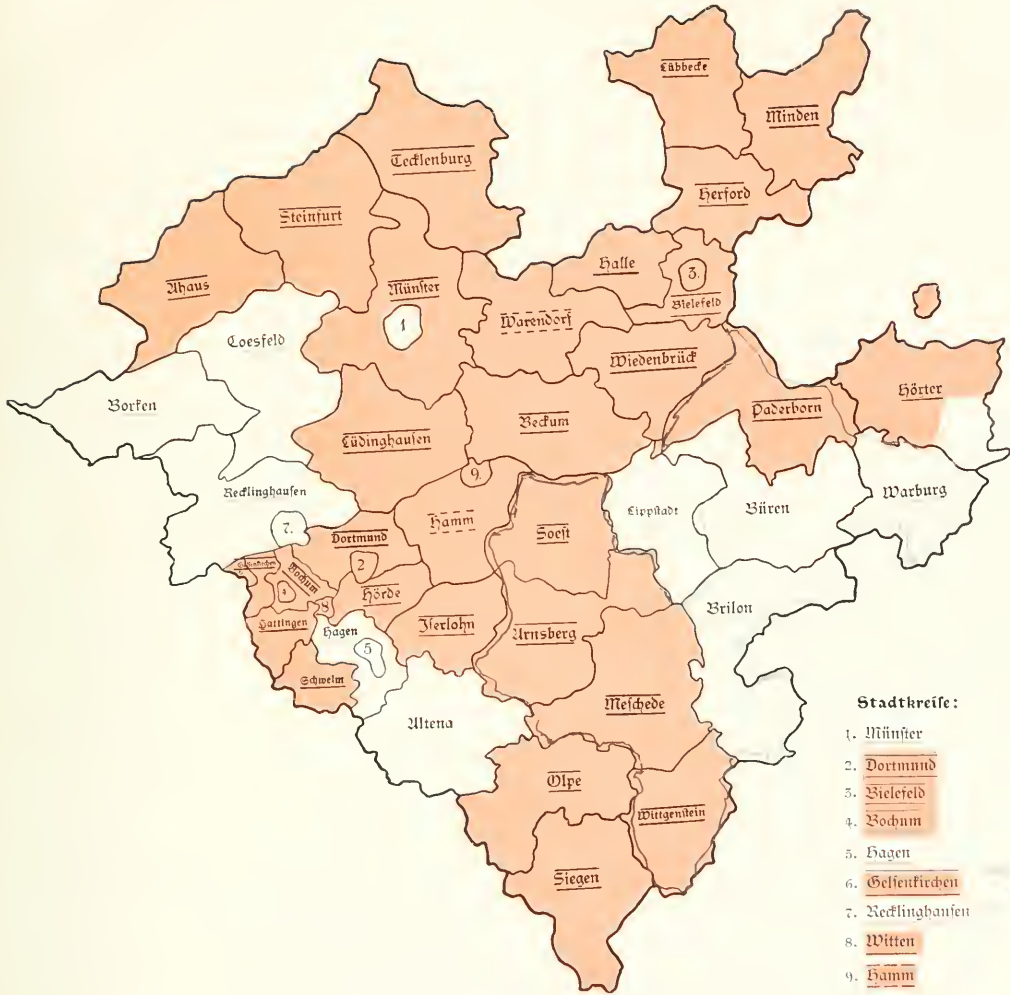 Lübbecke
Minden
Tecklenburg
Herford
Steinfurt
Halle
3.
Ahaus
Münster
Bielefeld
1
Warendorf
Coesfeld
Wiedenbrück
Höxter
Borken
Paderborn
Beckum
Lüdinghausen
9.
Recklinghausen
Warburg
Lippstadt
Büren
7.
Hamm
Soest
Dortmund
2
Gelsenkirchen
Bochum
4.
Hörde
8
Brilon
Hattingen
Hagen
Iserlohn
Arnsberg
5
Schwelm
Meschede
Altena
Olpe
Wittgenstein
Siegen
Stadtkreiſe:
1. Münſter
2. Dortmund
3. Bielefeld
4. Bochum
5. Hagen
6. Gelſenkirchen
7. Recklinghauſen
8. Witten
9. Hamm